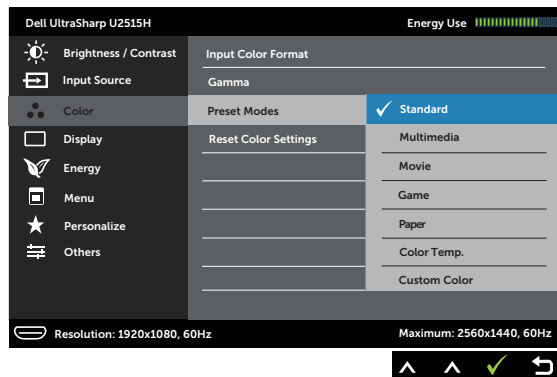 Dell UltraSharp U2515H Energy Use
Brightness / Contrast Input Color Format
Input Source Gamma
Color Preset Modes Standard
Display Reset Color Settings Multimedia
Energy Movie
Menu Game
Personalize Paper
Others Color Temp.
Custom Color
Resolution: 1920x1080, 60Hz Maximum: 2560x1440, 60Hz